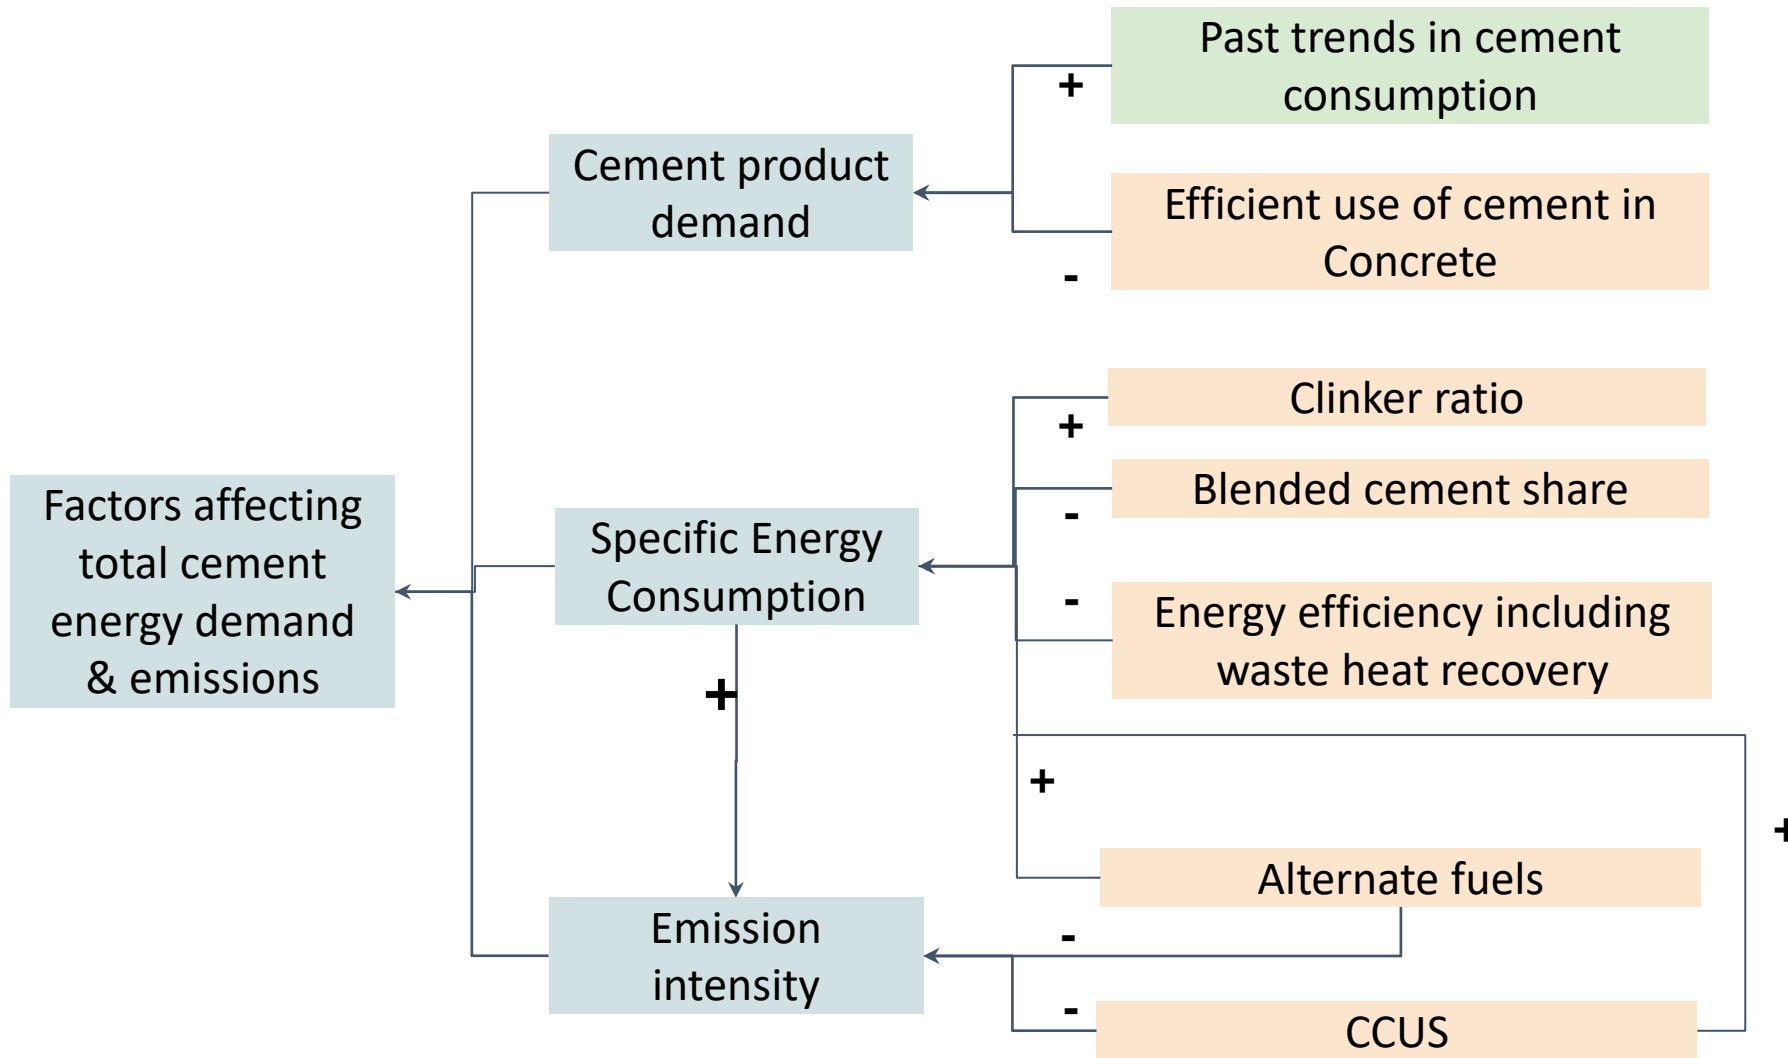 Past trends in cement
consumption
+
Cement product
demand
Efficient use of cement in
Concrete
-
Clinker ratio
+
Blended cement share
-
Factors affecting
total cement
energy demand
& emissions
Specific Energy
Consumption
-
Energy efficiency including
waste heat recovery
+
+
+
Alternate fuels
-
Emission
intensity
-
CCUS